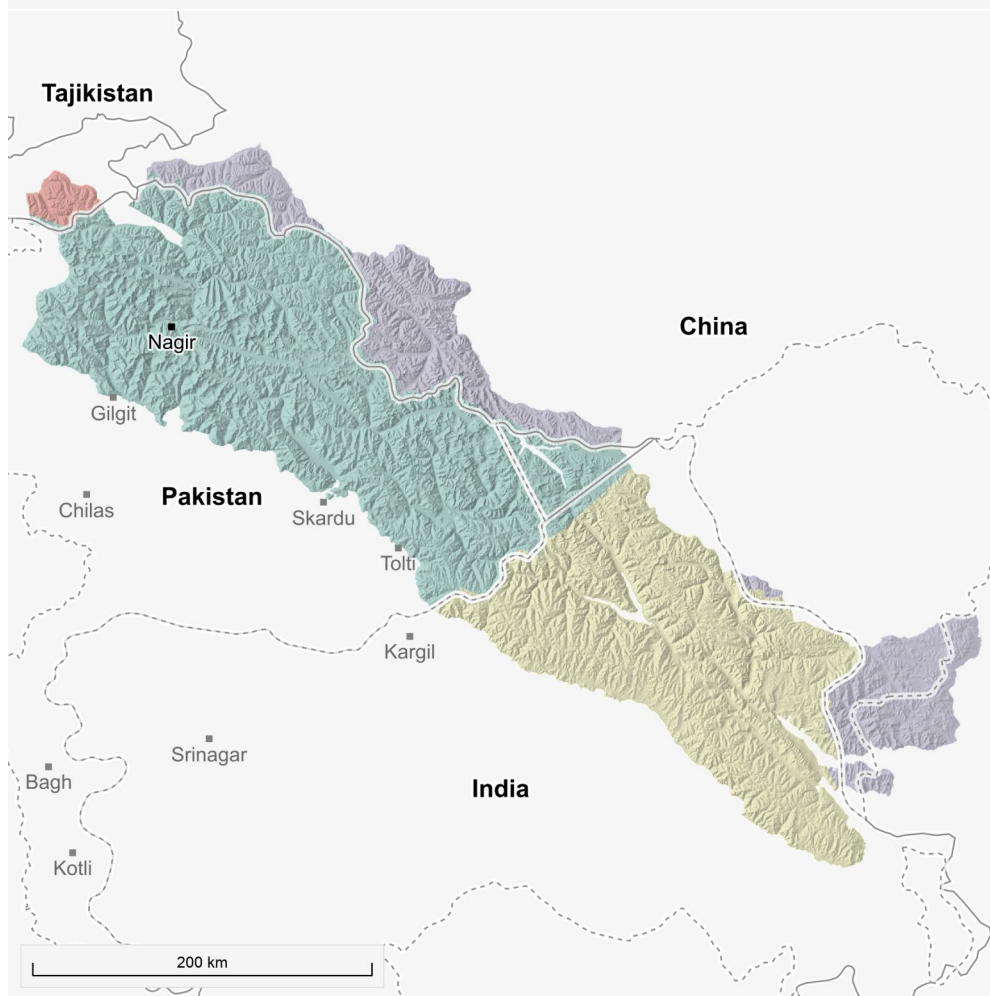 Tajikistan
China
Nagir
Gilgit
Pakistan
Chilas
Skardu
Tolti
Kargil
Srinagar
Bagh
India
Kotli
200 km